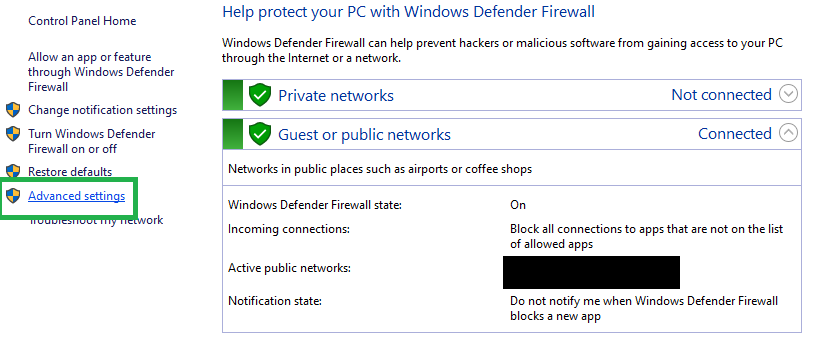 Control Panel Home
Allow an app or feature
through Windows Defender
Firewall
Change notification settings
Turn Windows Defender
Firewall on or off
Restore defaults
Advanced settings
Troubleshoot my network
Help protect your PC with Windows Defender Firewall
Windows Defender Firewall can help prevent hackers or malicious software from gaining access to your PC
through the Internet or a network.
Private networks Not connected
Guest or public networks Connected
Networks in public places such as airports or coffee shops
Windows Defender Firewall state: On
Incoming connections: Block all connections to apps that are not on the list
of allowed apps
Active public networks:
Notification state: Do not notify me when Windows Defender Firewall
blocks a new app